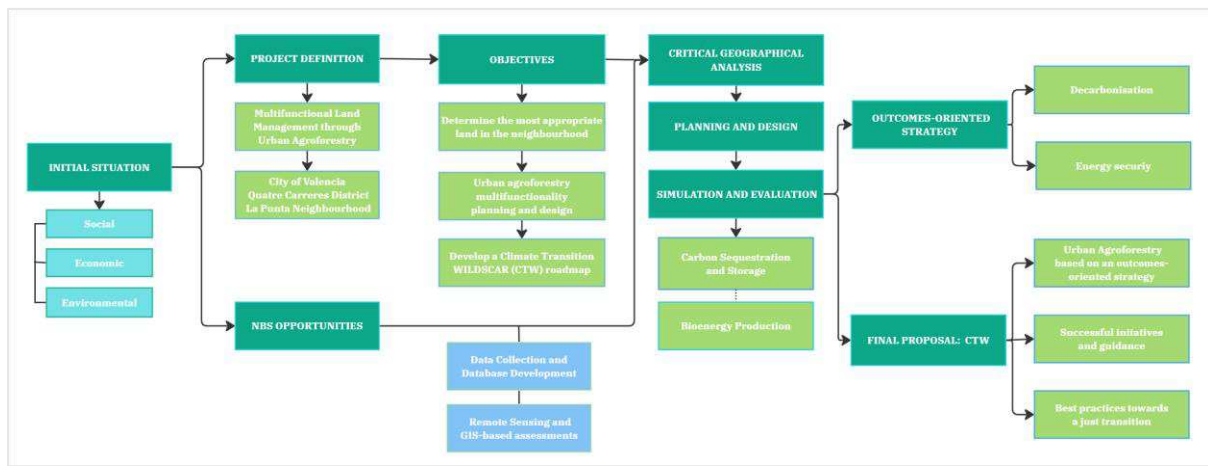 INITIAL SITUATION
Social
Economic
Environmental
PROJECT DEFINITION
Multifunctional Land
Management through
Urban Agroforestry
City of Valencia
Quatre Carreres District
La Punta Neighbourhood
NBS OPPORTUNITIES
OBJECTIVES
Determine the most appropriate
land in the neighbourhood
Urban agroforestry
multifunctionality
planning and design
Develop a Climate Transition
WILDSCAR (CTW) roadmap
Data Collection and
Database Development
Remote Sensing and
GIS-based assessments
CRITICAL GEOGRAPHICAL
ANALYSIS
PLANNING AND DESIGN
SIMULATION AND EVALUATION
Carbon Sequestration
and Storage
Bioenergy Production
OUTCOMES-ORIENTED
STRATEGY
Decarbonisation
Energy securiy
FINAL PROPOSAL: CTW
Urban Agroforestry
based on an outcomes-
oriented strategy
Successful initiatives
and guidance
Best practices towards
a just transition